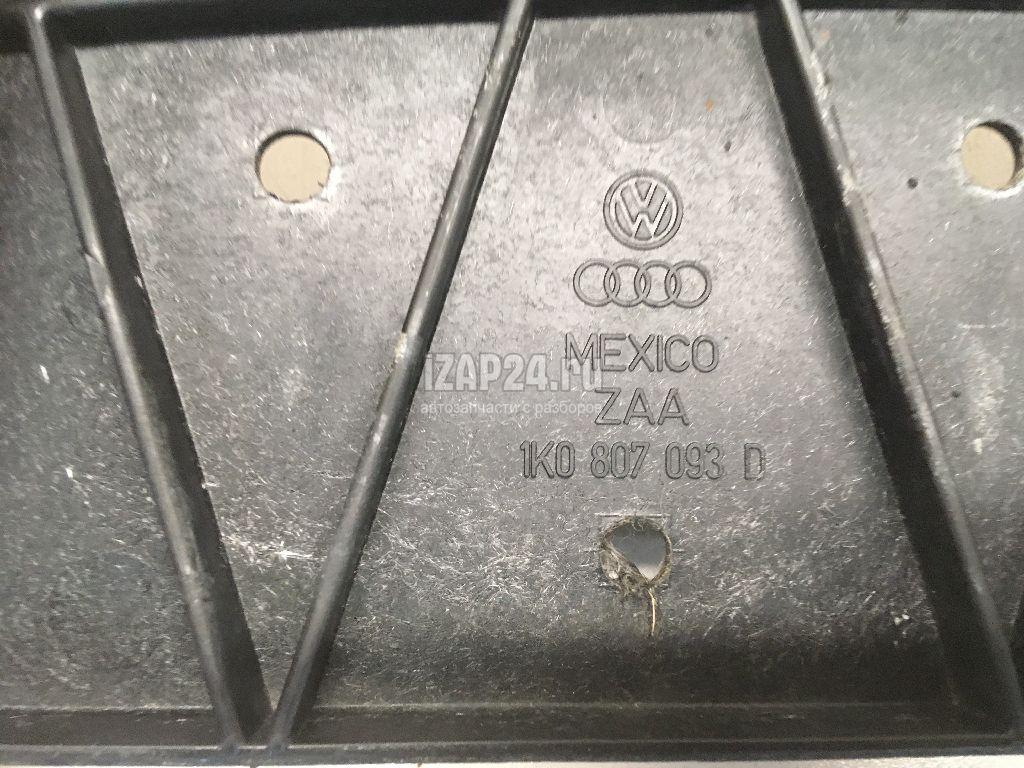 MEXICO
iZAP24.ru
автозапчасти с разборов
ZAA
1K0 807 093 D